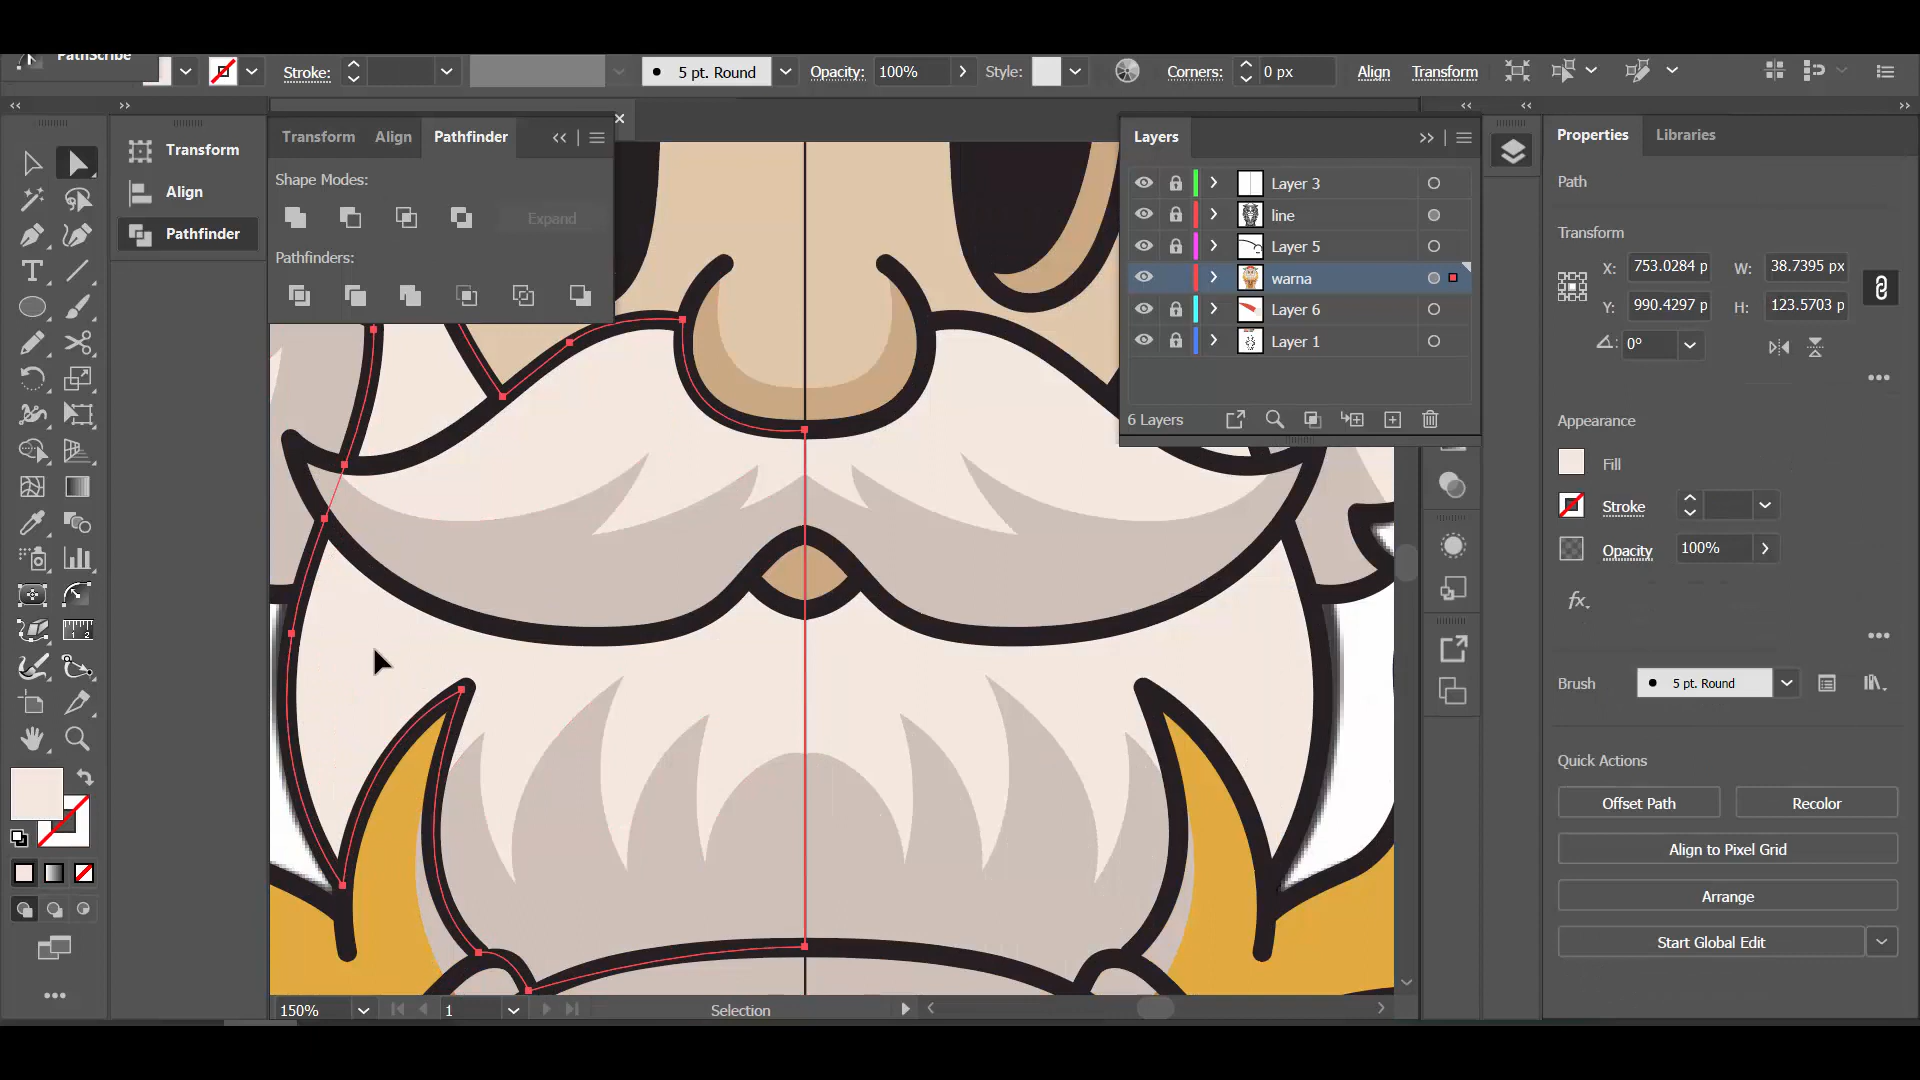 PathScribe
Stroke:
5 pt. Round
Opacity:
100%
Style:
Corners:
0 px
Align
Transform
Transform
Align
Pathfinder
Transform
Align
Pathfinder
Shape Modes:
Expand
Pathfinders:
Layers
Layer 3
line
Layer 5
warna
Layer 6
Layer 1
6 Layers
Properties
Libraries
Path
Transform
X:
753.0284 p
W:
38.7395 px
Y:
990.4297 p
H:
123.5703 p
0°
Appearance
Fill
Stroke
Opacity
100%
fx
Brush
5 pt. Round
Quick Actions
Offset Path
Recolor
Align to Pixel Grid
Arrange
Start Global Edit
150%
1
Selection